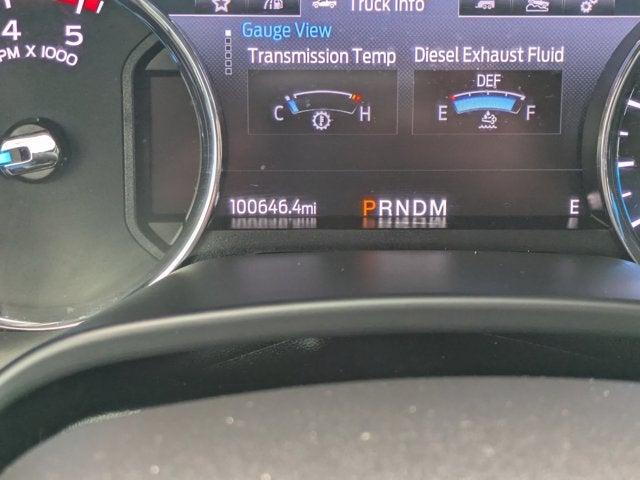 Truck Info
4 5
PM X 1000
Gauge View
Transmission Temp Diesel Exhaust Fluid
DEF
C H E F
100646.4mi PRNDM E